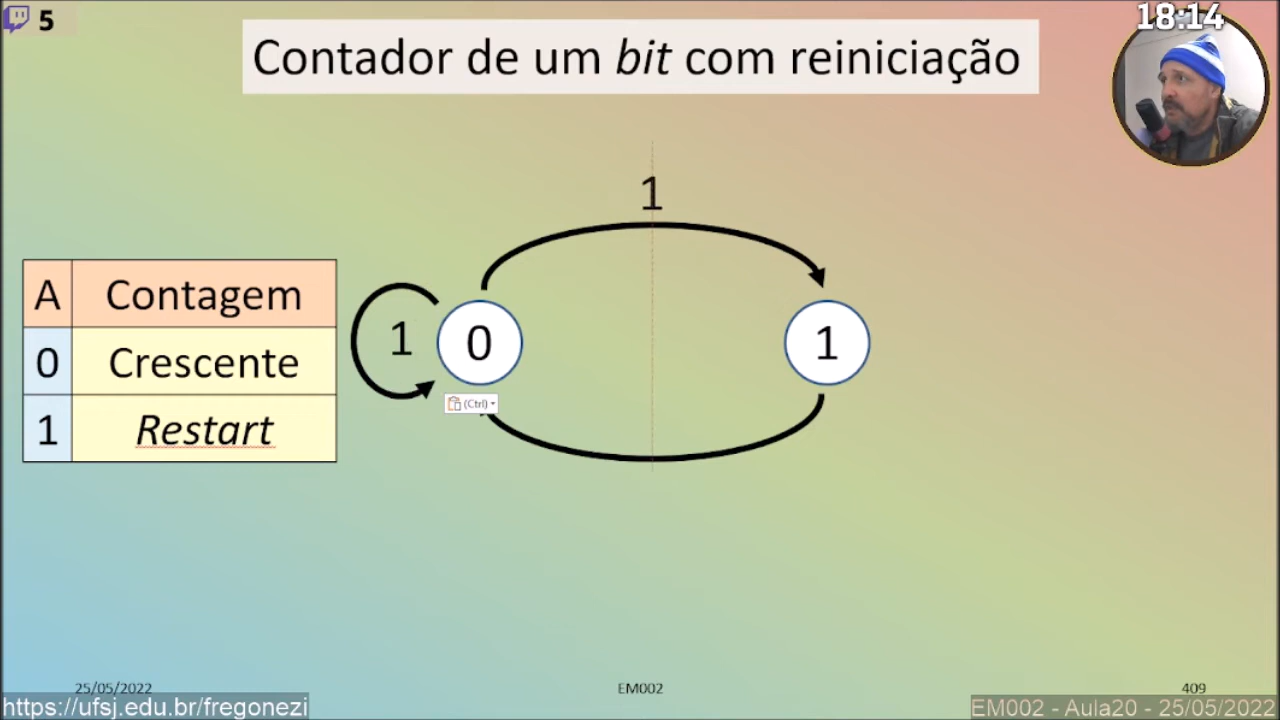 5
18:14
Contador de um bit com reiniciação
1
A Contagem
0 Crescente
1 Restart
1
0
1
(Ctrl)
25/05/2022
EM002
409
https://ufsj.edu.br/fregonezi
EM002 - Aula20 - 25/05/2022